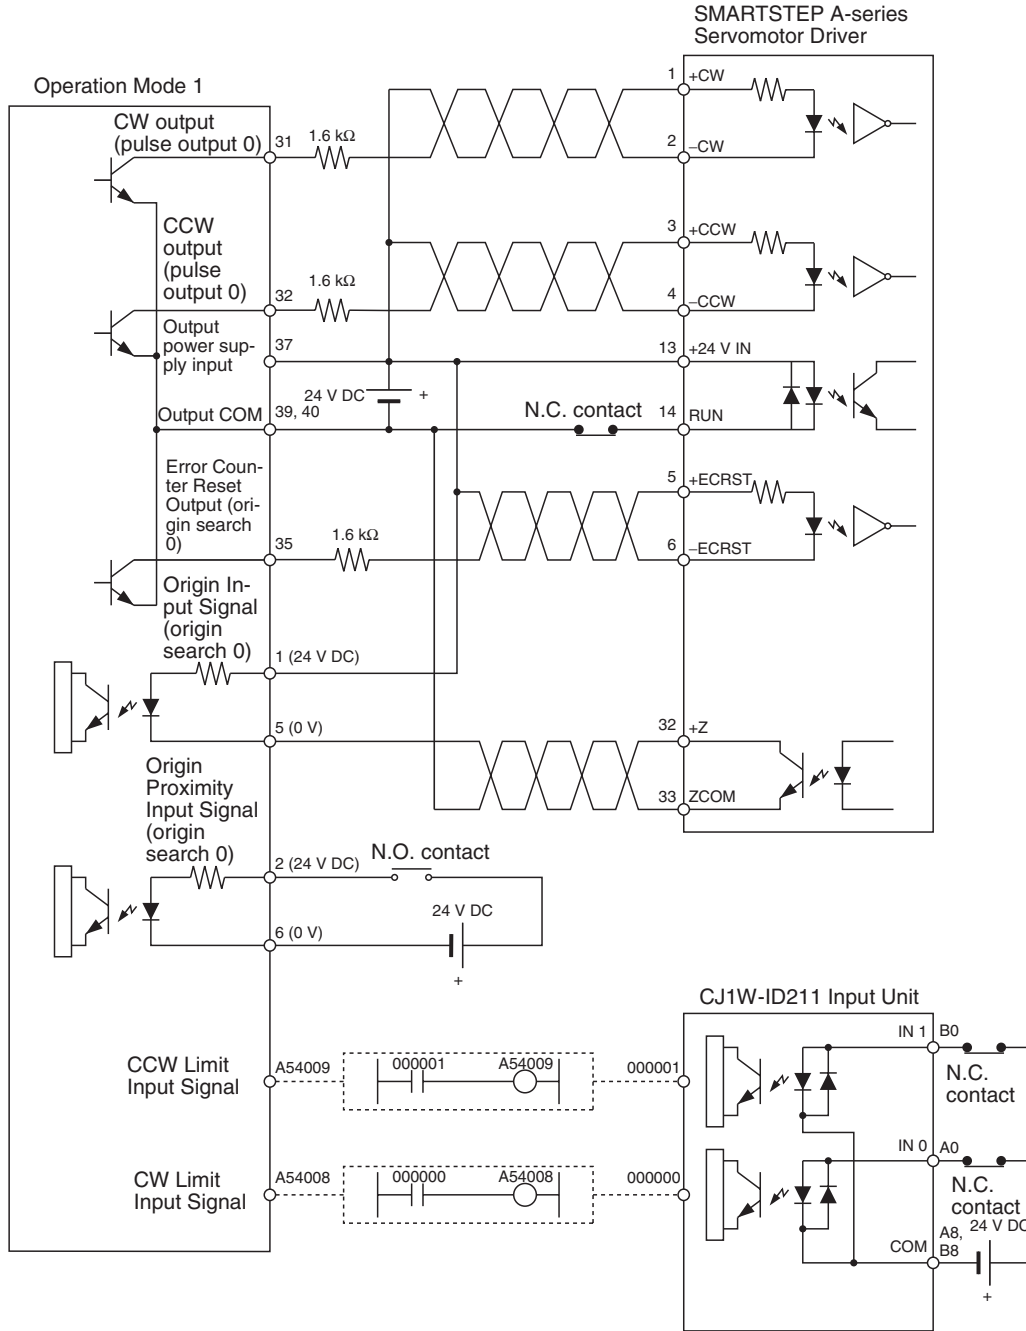 SMARTSTEP A-series
Servomotor Driver
Operation Mode 1
CW output
(pulse output 0)
31
1.6 kΩ
1
+CW
2
–CW
CCW
output
(pulse
output 0)
32
1.6 kΩ
3
+CCW
4
–CCW
Output
power sup-
ply input
37
13
+24 V IN
24 V DC
+
Output COM
39, 40
N.C. contact
14
RUN
Error Coun-
ter Reset
Output (ori-
gin search
0)
35
1.6 kΩ
5
+ECRST
6
–ECRST
Origin In-
put Signal
(origin
search 0)
1 (24 V DC)
5 (0 V)
32
+Z
33
ZCOM
Origin
Proximity
Input Signal
(origin
search 0)
2 (24 V DC)
N.O. contact
24 V DC
6 (0 V)
+
CJ1W-ID211 Input Unit
IN 1
B0
N.C.
contact
CCW Limit
Input Signal
A54009
000001
A54009
000001
IN 0
A0
N.C.
contact
CW Limit
Input Signal
A54008
000000
A54008
000000
24 V DC
COM
A8,
B8
+